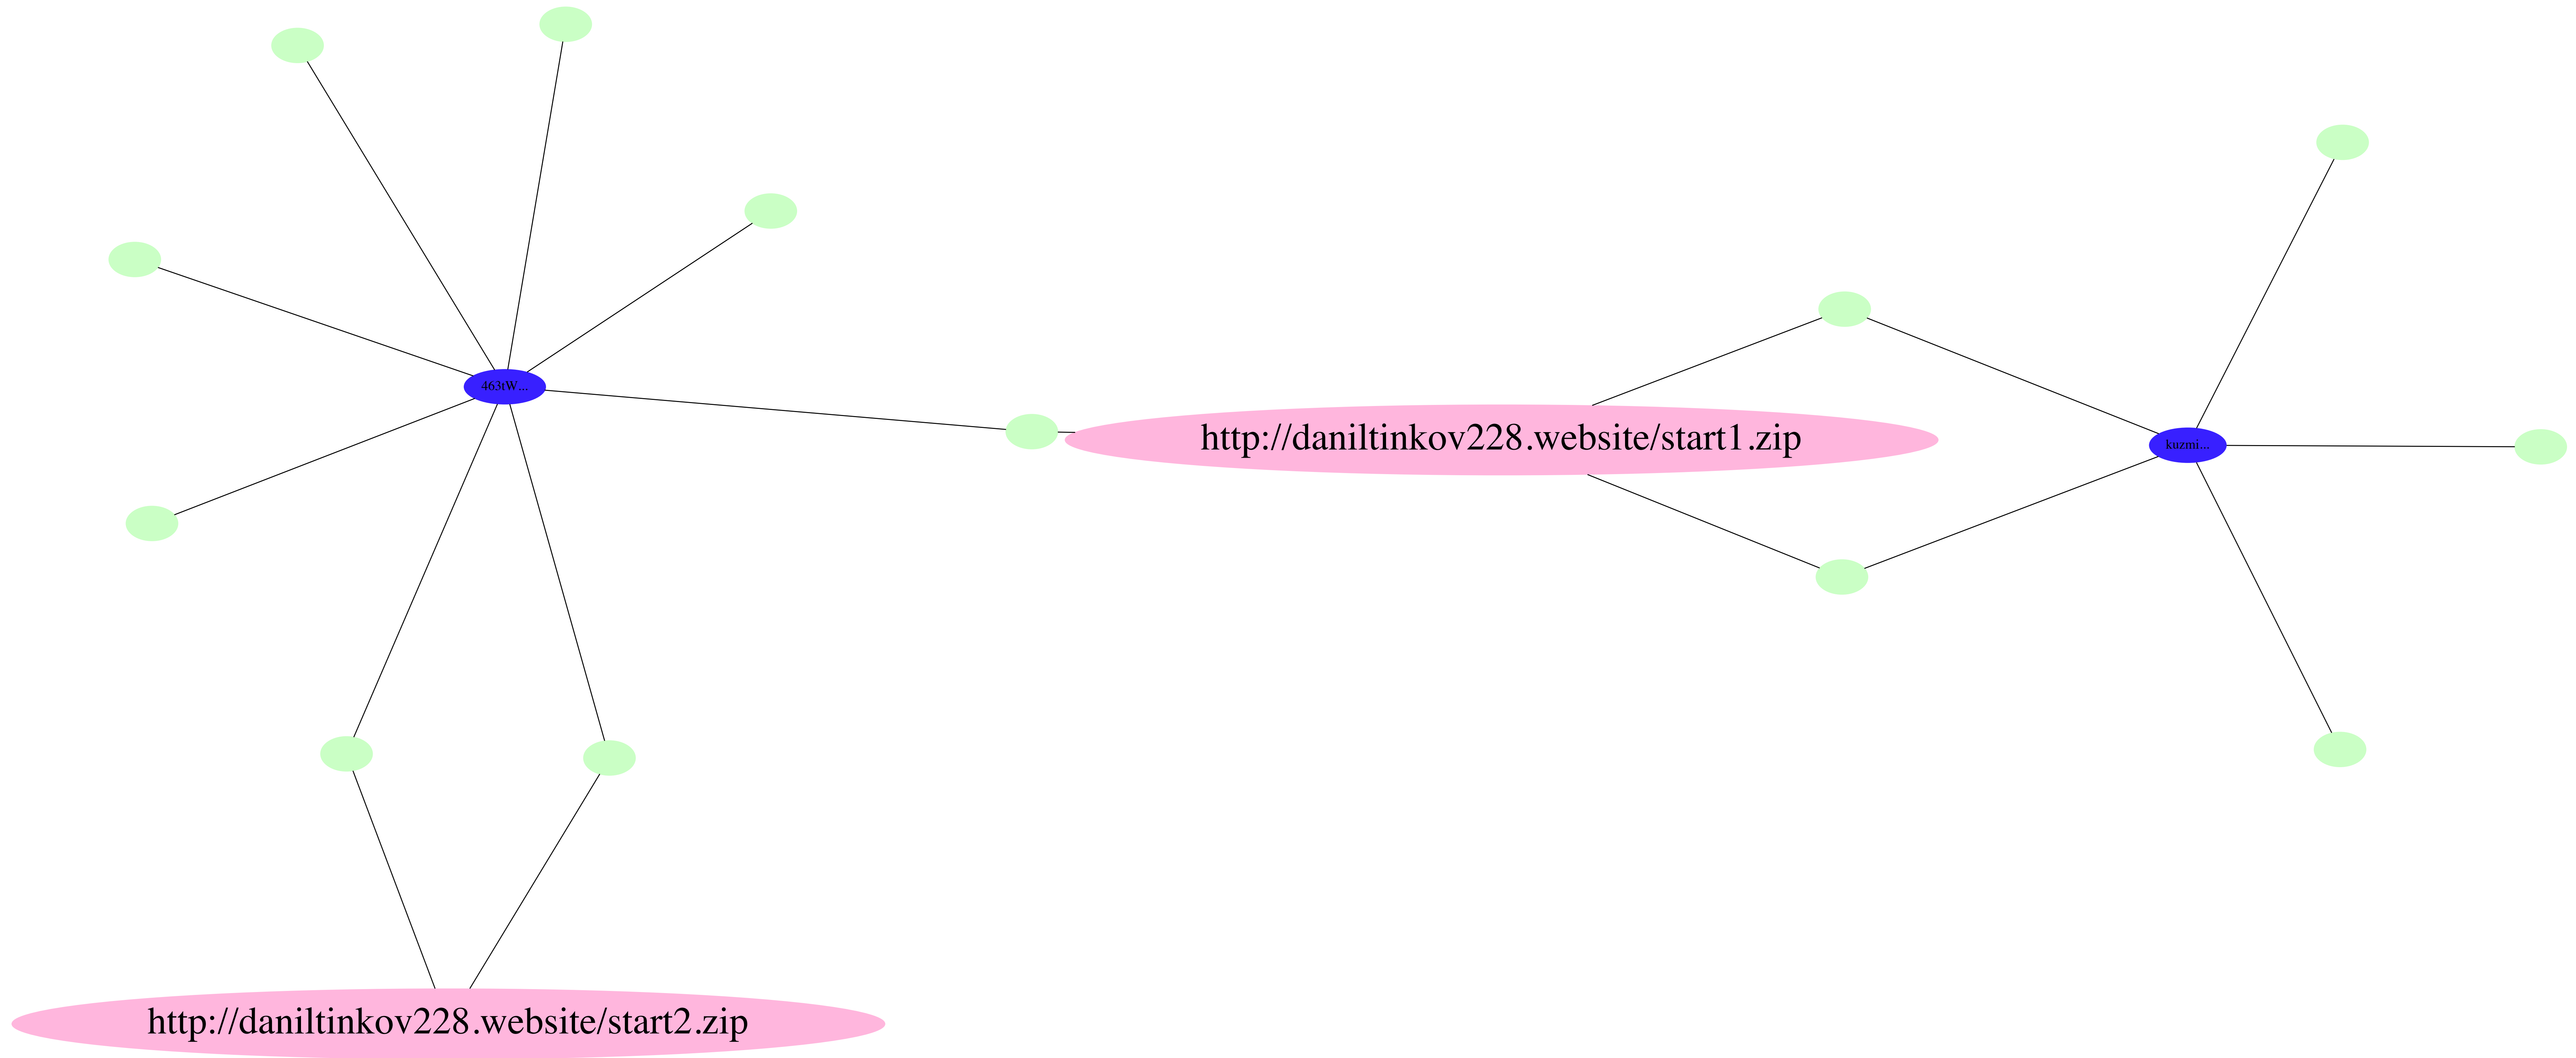 463tW...
http://daniltinkov228.website/start1.zip
kuzmi...
http://daniltinkov228.website/start2.zip